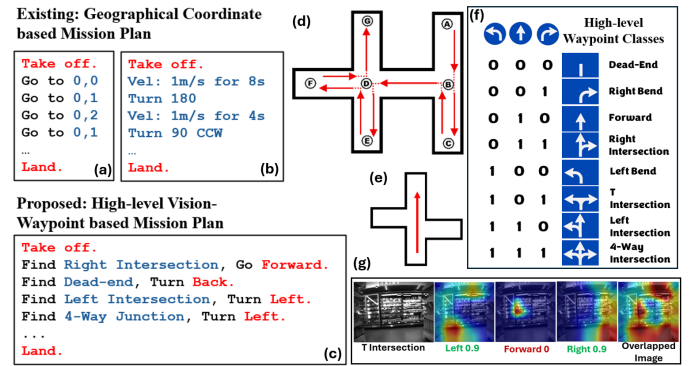 Existing: Geographical Coordinate
based Mission Plan
Take off.
Go to 0,0
Go to 0,1
Go to 0,2
Go to 0,1
...
Land.
(a)
Take off.
Vel: 1m/s for 8s
Turn 180
Vel: 1m/s for 4s
Turn 90 CCW
...
Land.
(b)
Proposed: High-level Vision-
Waypoint based Mission Plan
Take off.
Find Right Intersection, Go Forward.
Find Dead-end, Turn Back.
Find Left Intersection, Turn Left.
Find 4-Way Junction, Turn Left.
...
Land.
(c)
(d)
G
A
F
D
B
E
C
(e)
(f)
High-level
Waypoint Classes
0 0 0 Dead-End
0 0 1 Right Bend
0 1 0 Forward
0 1 1 Right
Intersection
1 0 0 Left Bend
1 0 1 T
Intersection
1 1 0 Left
Intersection
1 1 1 4-Way
Intersection
(g)
T Intersection
Left 0.9
Forward 0
Right 0.9
Overlapped
Image